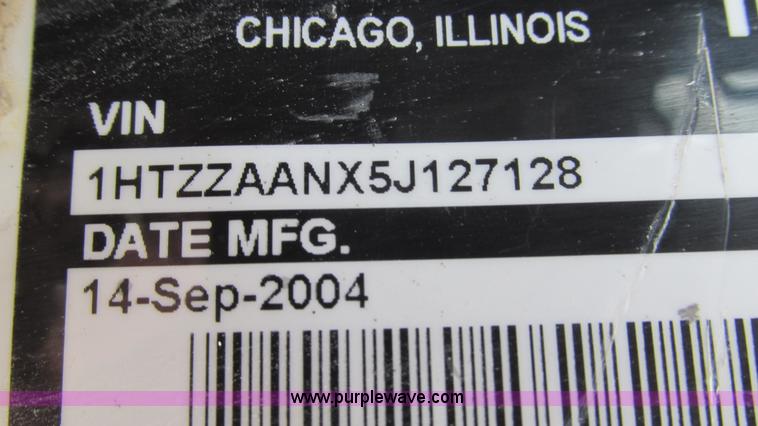 CHICAGO, ILLINOIS
VIN
1HTZZAANX5J127128
DATE MFG.
14-Sep-2004
www.purplewave.com